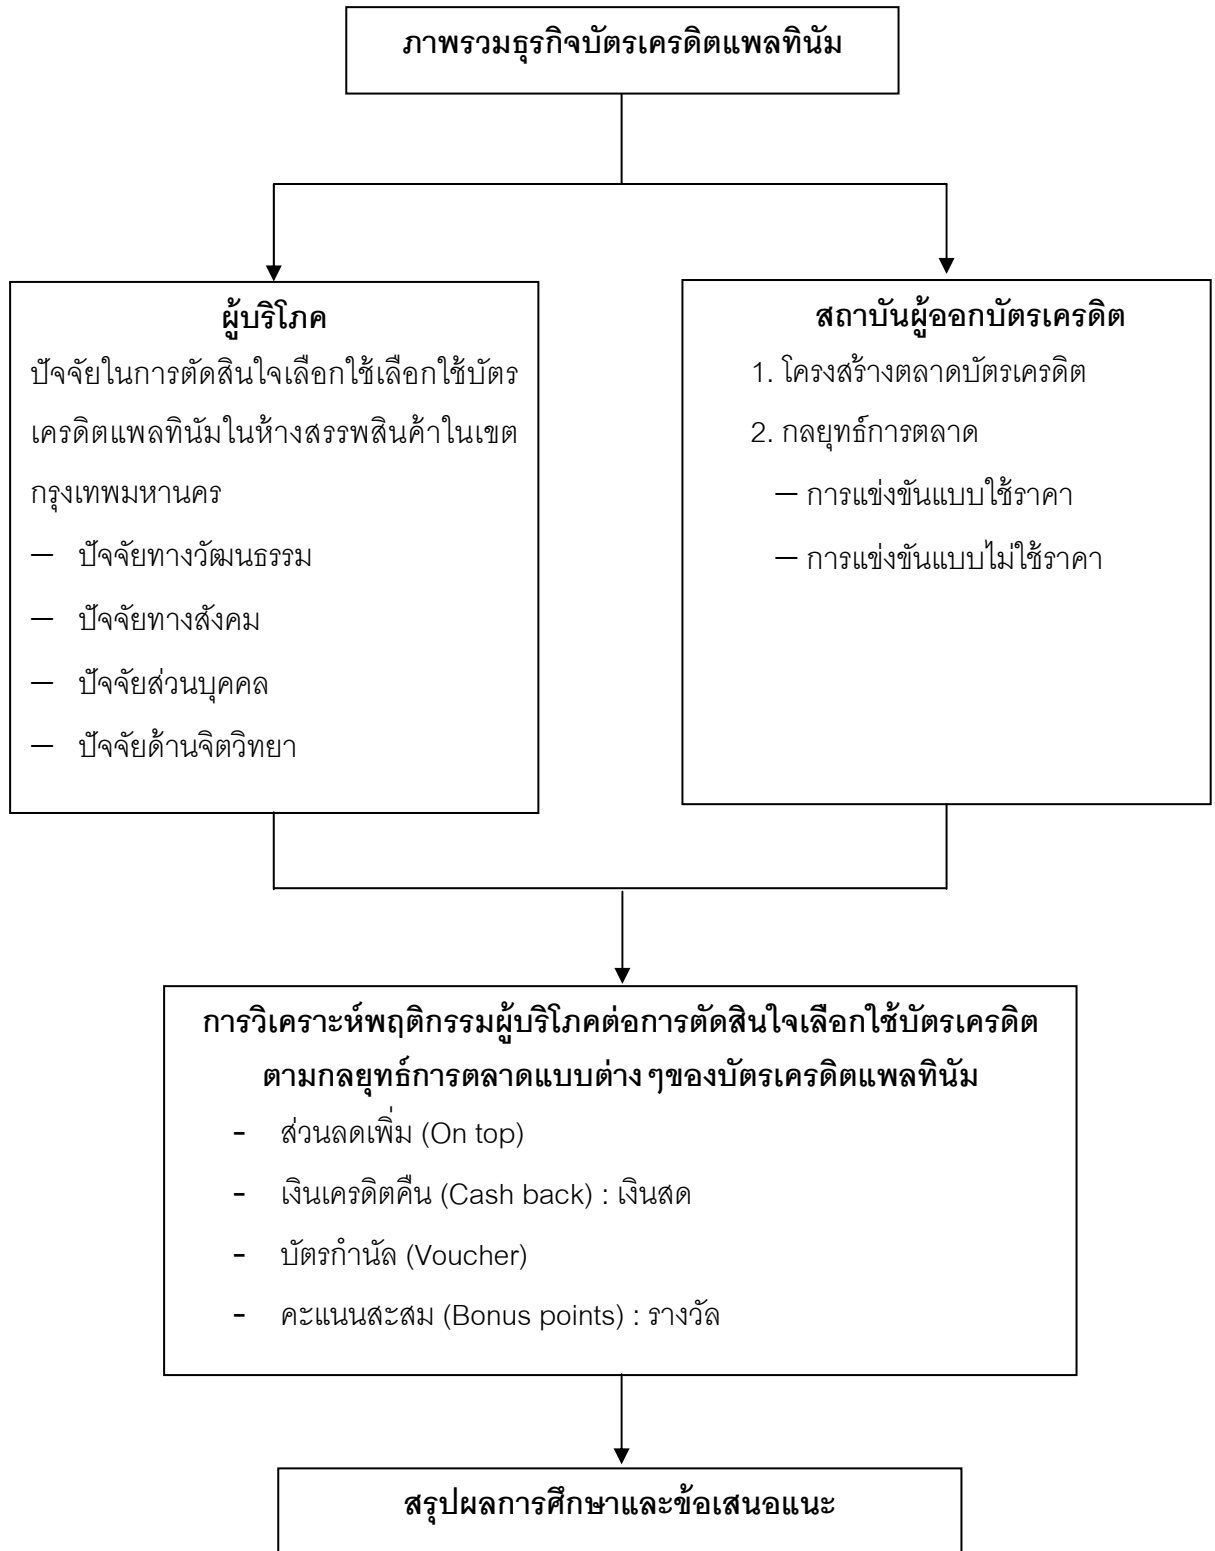 ภาพรวมธุรกิจบัตรเครดิตแพลทินัม
ผู้บริโภค
ปัจจัยในการตัดสินใจเลือกใช้เลือกใช้บัตร
เครดิตแพลทินัมในห้างสรรพสินค้าในเขต
กรุงเทพมหานคร
— ปัจจัยทางวัฒนธรรม
— ปัจจัยทางสังคม
— ปัจจัยส่วนบุคคล
— ปัจจัยด้านจิตวิทยา
สถาบันผู้ออกบัตรเครดิต
1. โครงสร้างตลาดบัตรเครดิต
2. กลยุทธ์การตลาด
— การแข่งขันแบบใช้ราคา
— การแข่งขันแบบไม่ใช้ราคา
การวิเคราะห์พฤติกรรมผู้บริโภคต่อการตัดสินใจเลือกใช้บัตรเครดิต
ตามกลยุทธ์การตลาดแบบต่างๆของบัตรเครดิตแพลทินัม
- ส่วนลดเพิ่ม (On top)
- เงินเครดิตคืน (Cash back) : เงินสด
- บัตรกำนัล (Voucher)
- คะแนนสะสม (Bonus points) : รางวัล
สรุปผลการศึกษาและข้อเสนอแนะ